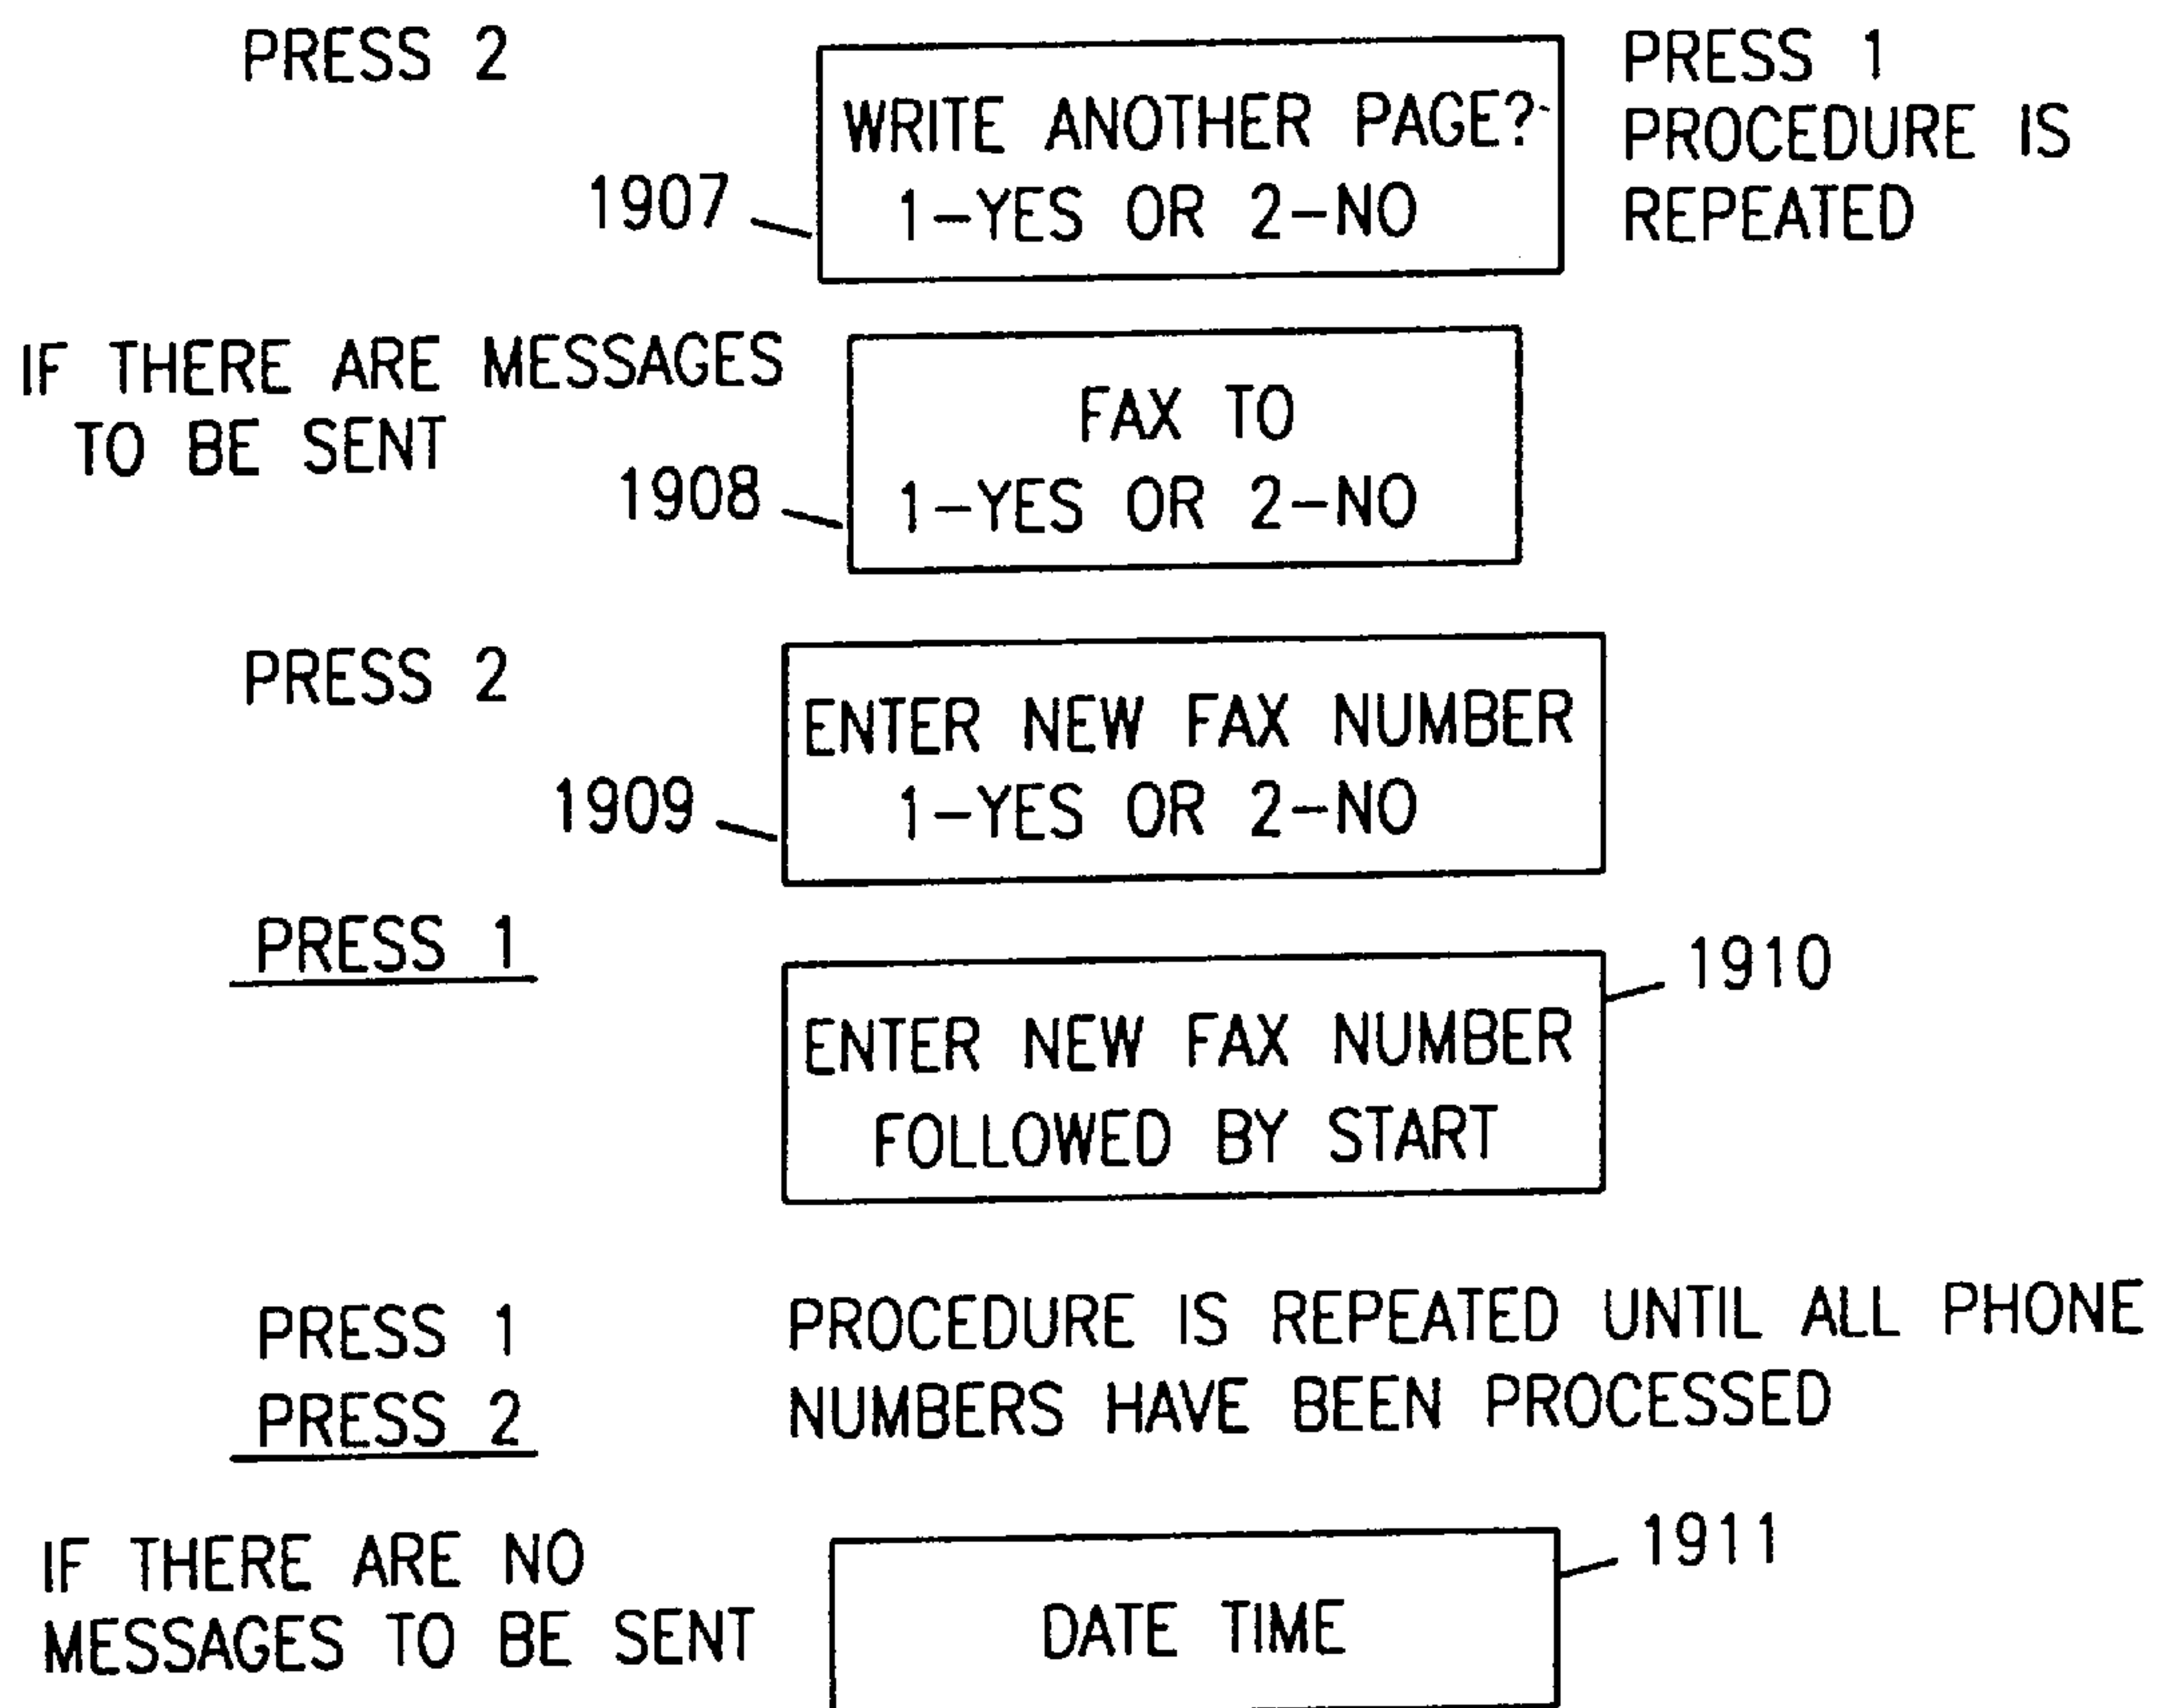 PRESS 2
WRITE ANOTHER PAGE?
1-YES OR 2-NO
1907
PRESS 1
PROCEDURE IS
REPEATED
IF THERE ARE MESSAGES
TO BE SENT
1908
FAX TO
1-YES OR 2-NO
PRESS 2
1909
ENTER NEW FAX NUMBER
1-YES OR 2-NO
PRESS 1
1910
ENTER NEW FAX NUMBER
FOLLOWED BY START
PRESS 1
PRESS 2
PROCEDURE IS REPEATED UNTIL ALL PHONE
NUMBERS HAVE BEEN PROCESSED
IF THERE ARE NO
MESSAGES TO BE SENT
1911
DATE TIME